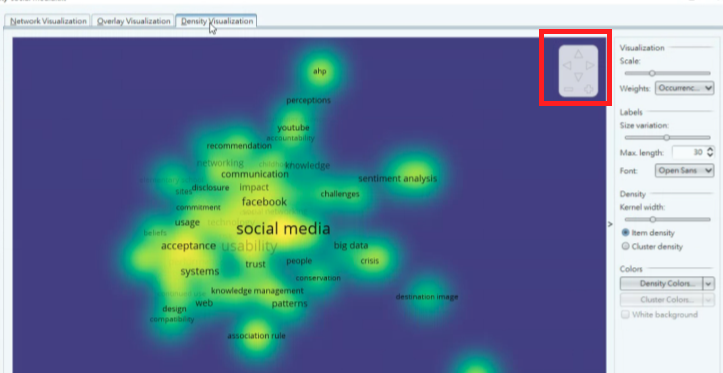 Network Visualization
Overlay Visualization
Density Visualization
ahp
perceptions
youtube
accountability
recommendation
networking
knowledge
communication
sentiment analysis
sites
disclosure
impact
challenges
facebook
commitment
usage
technology
social media
beliefs
acceptance
usability
big data
trust
people
crisis
systems
conservation
knowledge management
destination image
web
patterns
design
compatibility
association rule
Visualization
Scale:
Weights: Occurrenc...
Labels
Size variation:
Max. length: 30
Font: Open Sans
Density
Kernel width:
>
Item density
Cluster density
Colors
Density Colors...
Cluster Colors...
White background